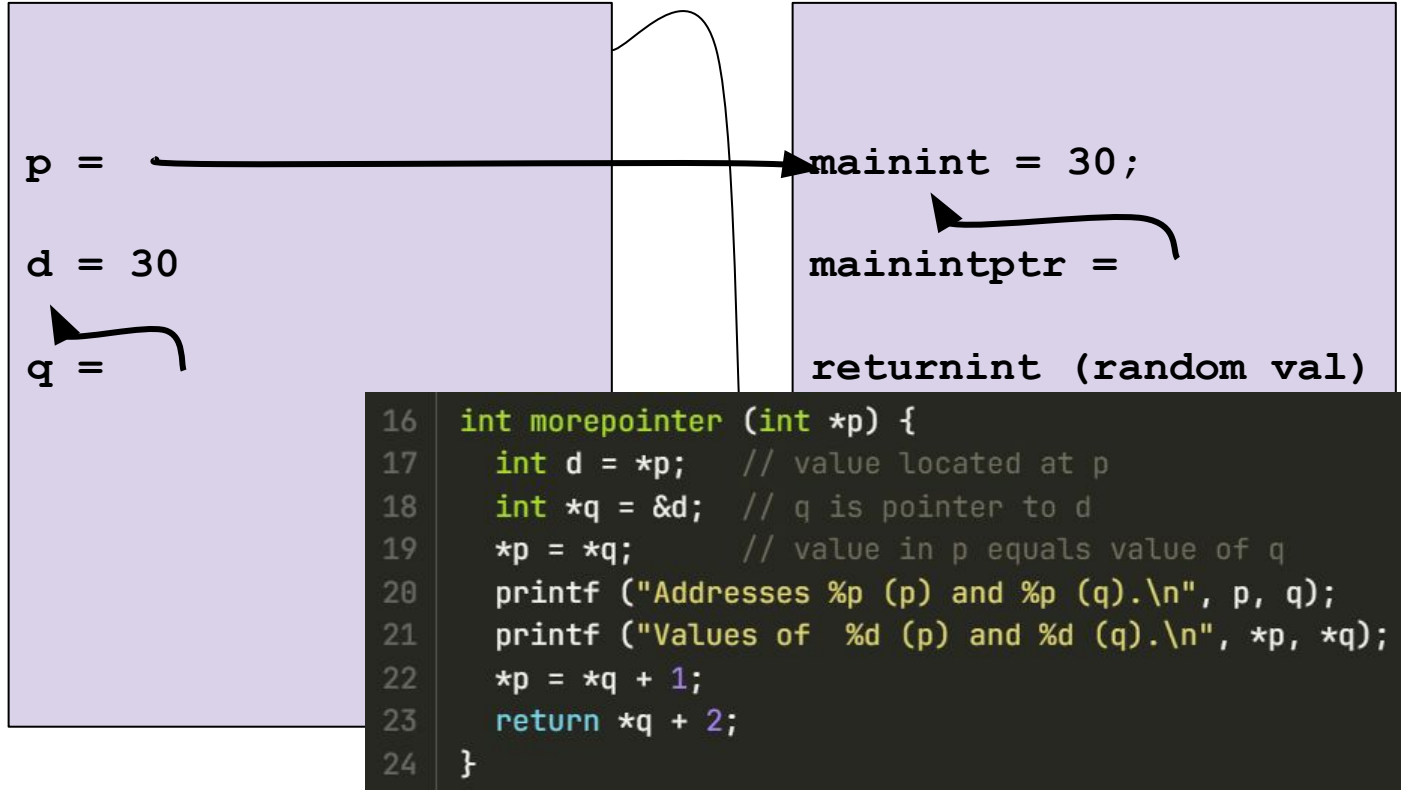 p =
d = 30
q =
mainint = 30;
mainintptr =
returnint (random val)
16 int morepointer (int *p) {
17   int d = *p;   // value located at p
18   int *q = &d;  // q is pointer to d
19   *p = *q;      // value in p equals value of q
20   printf ("Addresses %p (p) and %p (q).\n", p, q);
21   printf ("Values of  %d (p) and %d (q).\n", *p, *q);
22   *p = *q + 1;
23   return *q + 2;
24 }